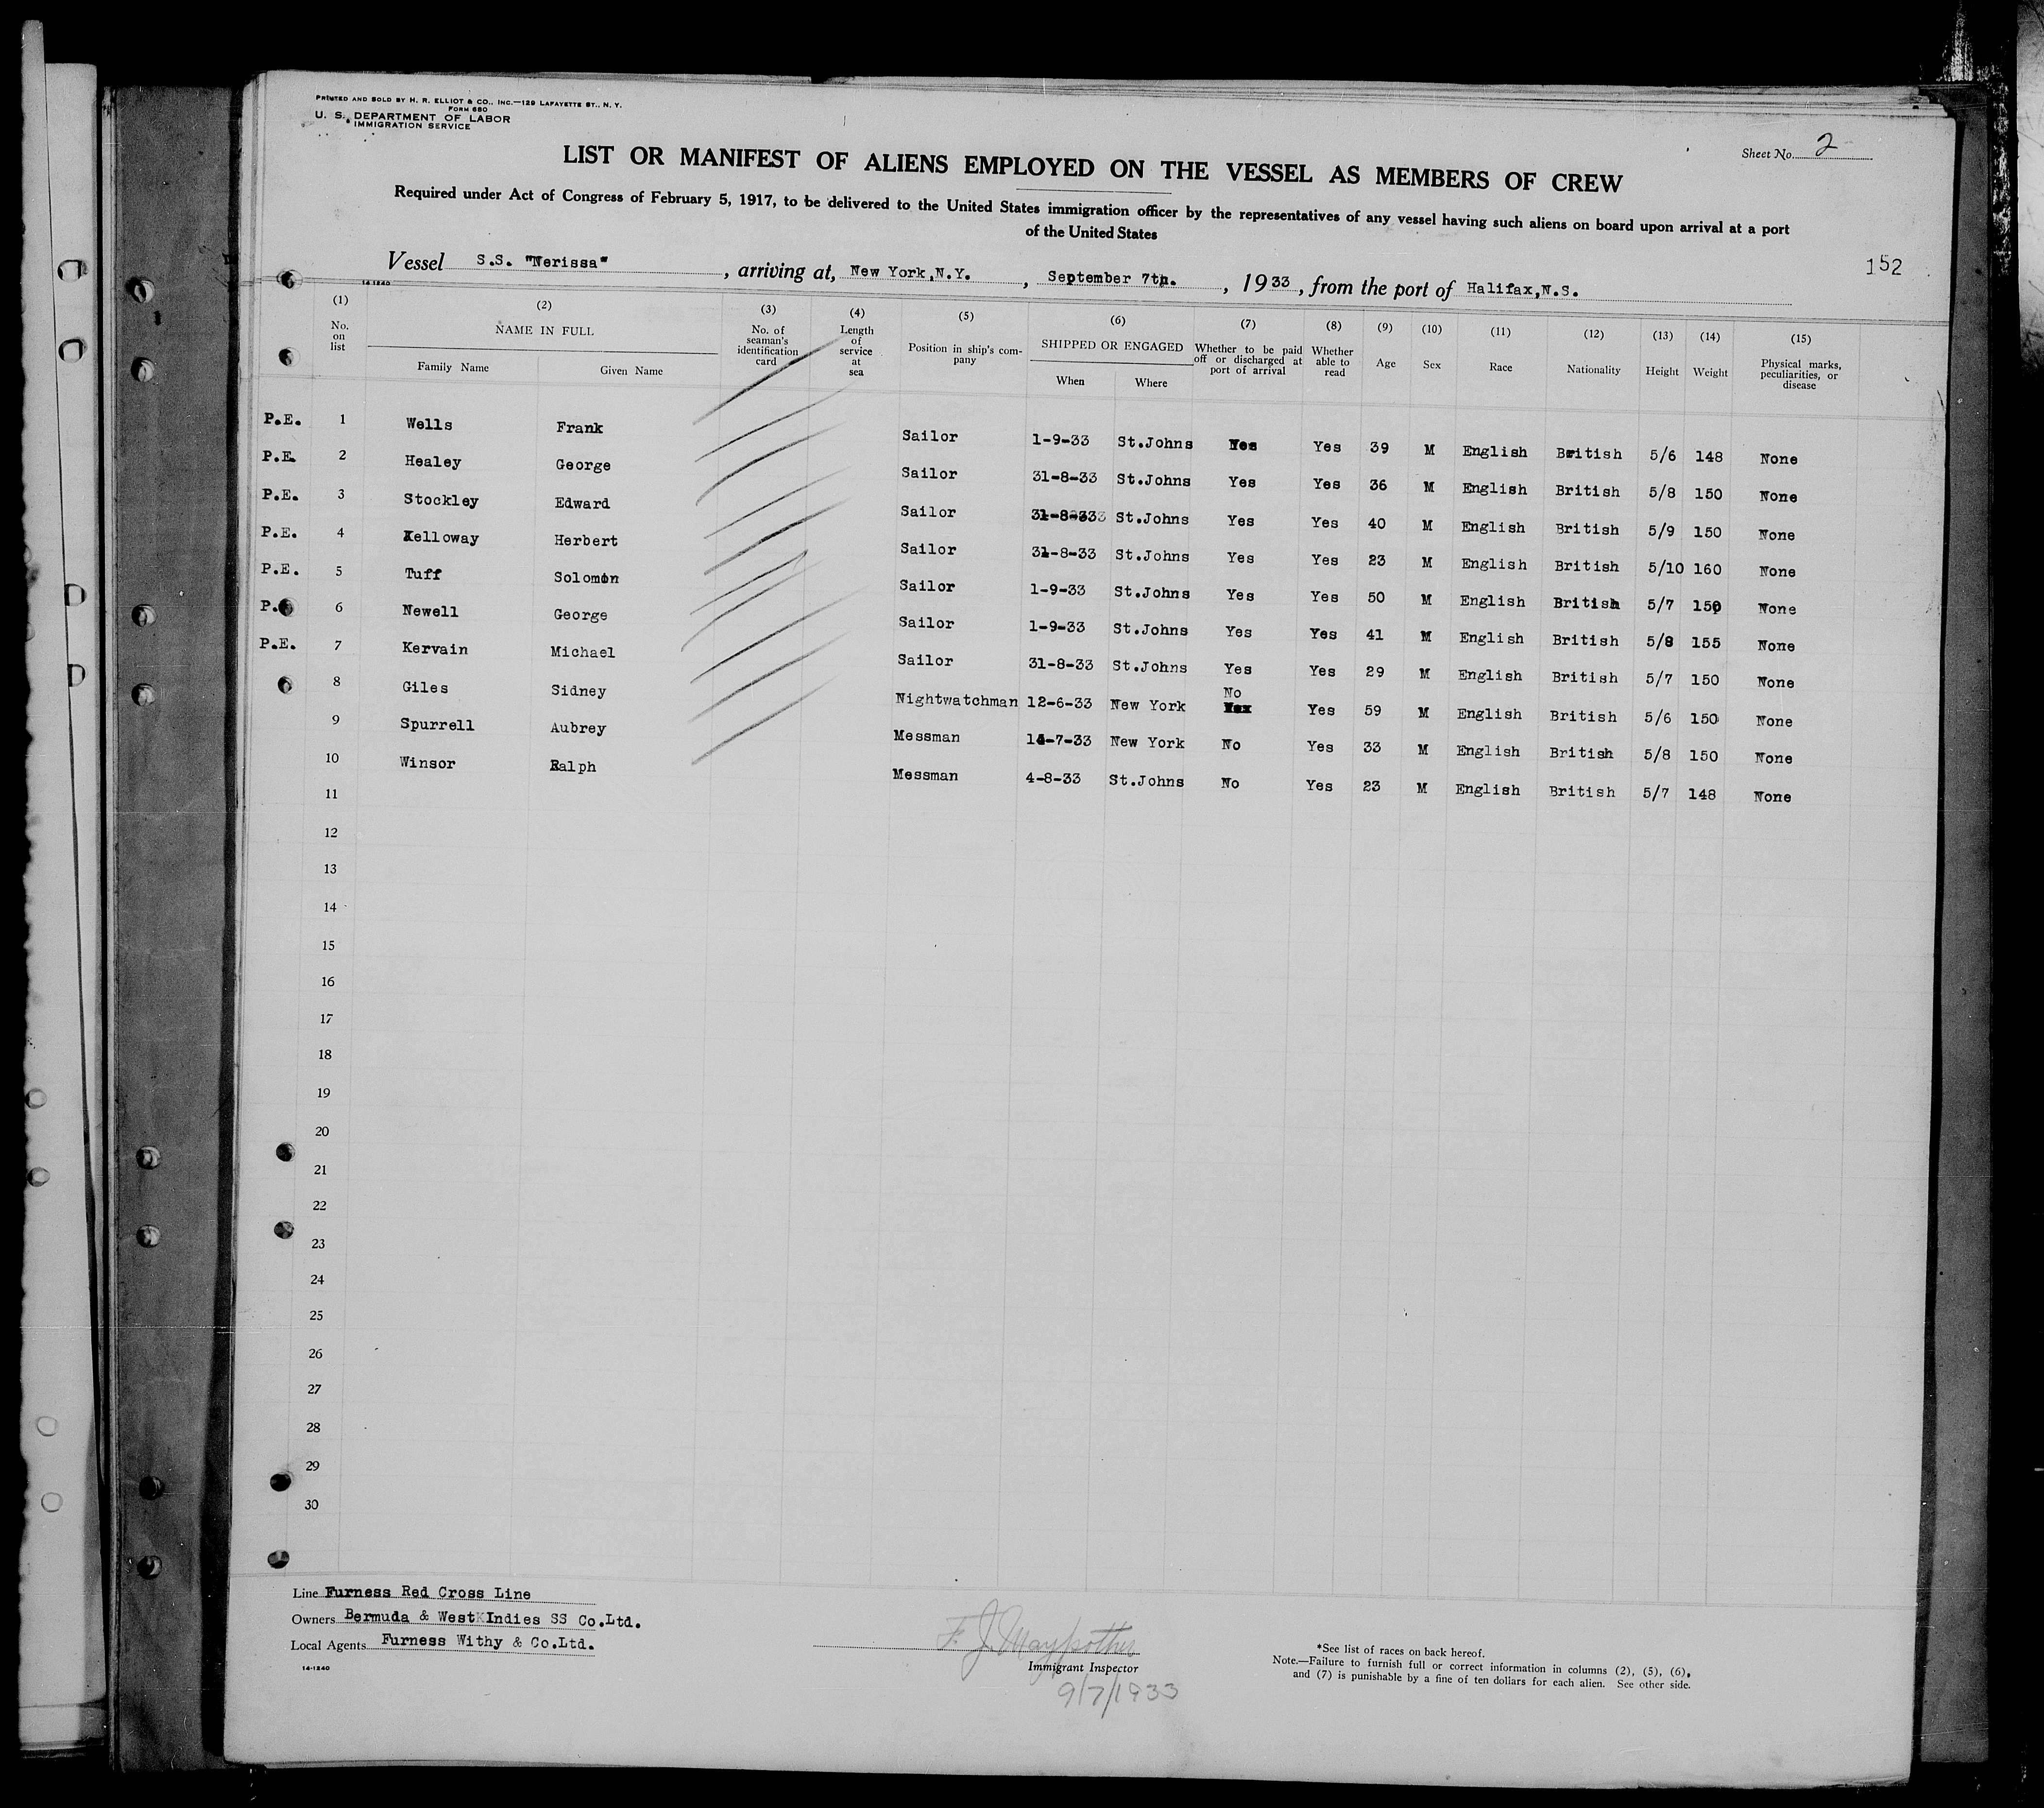 PRINTED AND SOLD BY H. R. ELLIOT & CO., INC.—129 LAFAYETTE ST., N. Y.
FORM 680
U. S. DEPARTMENT OF LABOR
IMMIGRATION SERVICE
Sheet No. 2
LIST OR MANIFEST OF ALIENS EMPLOYED ON THE VESSEL AS MEMBERS OF CREW
Required under Act of Congress of February 5, 1917, to be delivered to the United States immigration officer by the representatives of any vessel having such aliens on board upon arrival at a port
of the United States
152
Vessel S.S. "Nerissa", arriving at, New York,N.Y., September 7th., 1933, from the port of Halifax,N.S.
14-1240
(1) No. on list (2) NAME IN FULL Family Name Given Name (3) No. of seaman's identification card (4) Length of service at sea (5) Position in ship's company (6) SHIPPED OR ENGAGED When Where (7) Whether to be paid off or discharged at port of arrival (8) Whether able to read (9) Age (10) Sex (11) Race (12) Nationality (13) Height (14) Weight (15) Physical marks, peculiarities, or disease
P.E. 1 Wells Frank Sailor 1-9-33 St.Johns Yes Yes 39 M English British 5/6 148 None
P.E. 2 Healey George Sailor 31-8-33 St.Johns Yes Yes 36 M English British 5/8 150 None
P.E. 3 Stockley Edward Sailor 31-8-333 St.Johns Yes Yes 40 M English British 5/9 150 None
P.E. 4 Kelloway Herbert Sailor 31-8-33 St.Johns Yes Yes 23 M English British 5/10 160 None
P.E. 5 Tuff Solomon Sailor 1-9-33 St.Johns Yes Yes 50 M English British 5/7 150 None
P. 6 Newell George Sailor 1-9-33 St.Johns Yes Yes 41 M English British 5/8 155 None
P.E. 7 Kervain Michael Sailor 31-8-33 St.Johns Yes Yes 29 M English British 5/7 150 None
8 Giles Sidney Nightwatchman 12-6-33 New York No Yes 59 M English British 5/6 150 None
9 Spurrell Aubrey Messman 14-7-33 New York No Yes 33 M English British 5/8 150 None
10 Winsor Ralph Messman 4-8-33 St.Johns No Yes 23 M English British 5/7 148 None
11
12
13
14
15
16
17
18
19
20
21
22
23
24
25
26
27
28
29
30
Line Furness Red Cross Line
Owners Bermuda & West Indies SS Co.Ltd.
Local Agents Furness Withy & Co.Ltd.
14-1240
F. J. Maypother
Immigrant Inspector
9/7/1933
*See list of races on back hereof.
Note.—Failure to furnish full or correct information in columns (2), (5), (6),
and (7) is punishable by a fine of ten dollars for each alien. See other side.